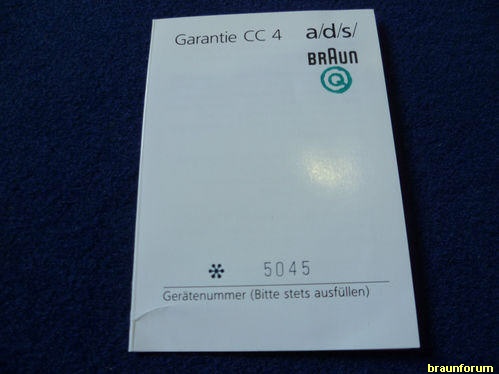 Garantie CC 4 a/d/s/
BRAUN
Q
* 5045
Gerätenummer (Bitte stets ausfüllen)
braunforum